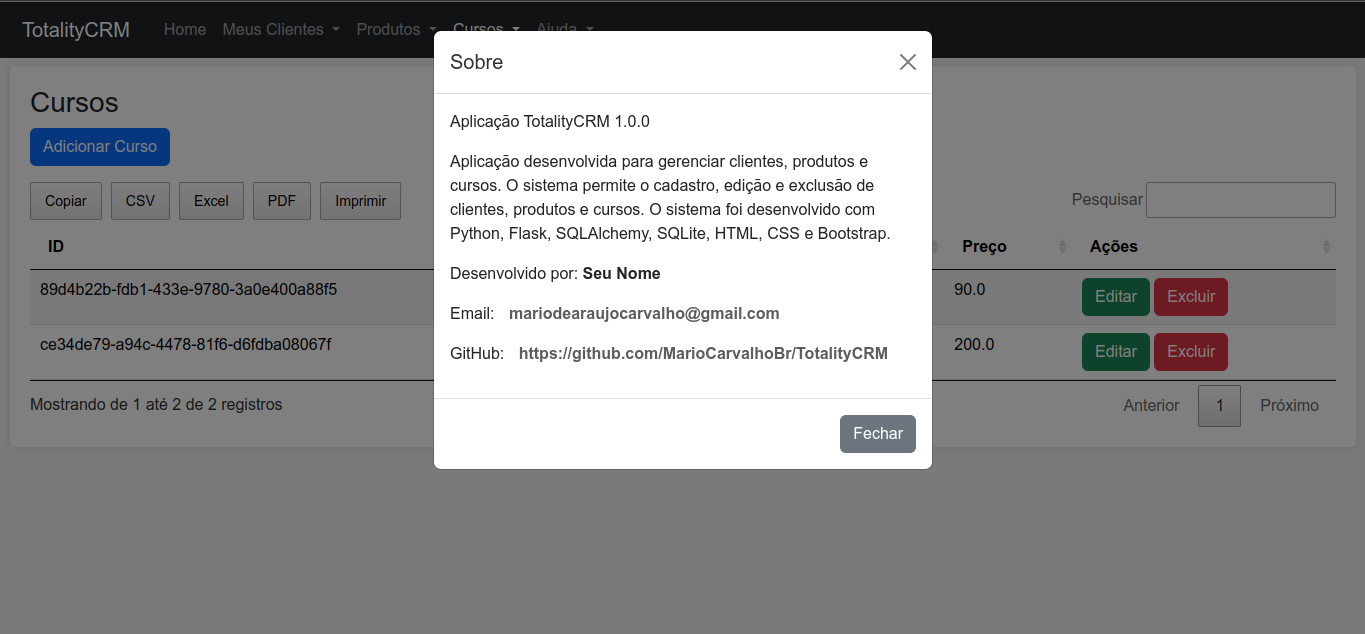 TotalityCRM Home Meus Clientes Produtos Cursos Ajuda
Sobre
Cursos
Adicionar Curso
Aplicação TotalityCRM 1.0.0
Aplicação desenvolvida para gerenciar clientes, produtos e
cursos. O sistema permite o cadastro, edição e exclusão de
clientes, produtos e cursos. O sistema foi desenvolvido com
Python, Flask, SQLAlchemy, SQLite, HTML, CSS e Bootstrap.
Desenvolvido por: Seu Nome
Email: mariodearaujocarvalho@gmail.com
GitHub: https://github.com/MarioCarvalhoBr/TotalityCRM
Fechar
Copiar CSV Excel PDF Imprimir Pesquisar
ID Preço Ações
89d4b22b-fdb1-433e-9780-3a0e400a88f5 90.0 Editar Excluir
ce34de79-a94c-4478-81f6-d6fdba08067f 200.0 Editar Excluir
Mostrando de 1 até 2 de 2 registros Anterior 1 Próximo